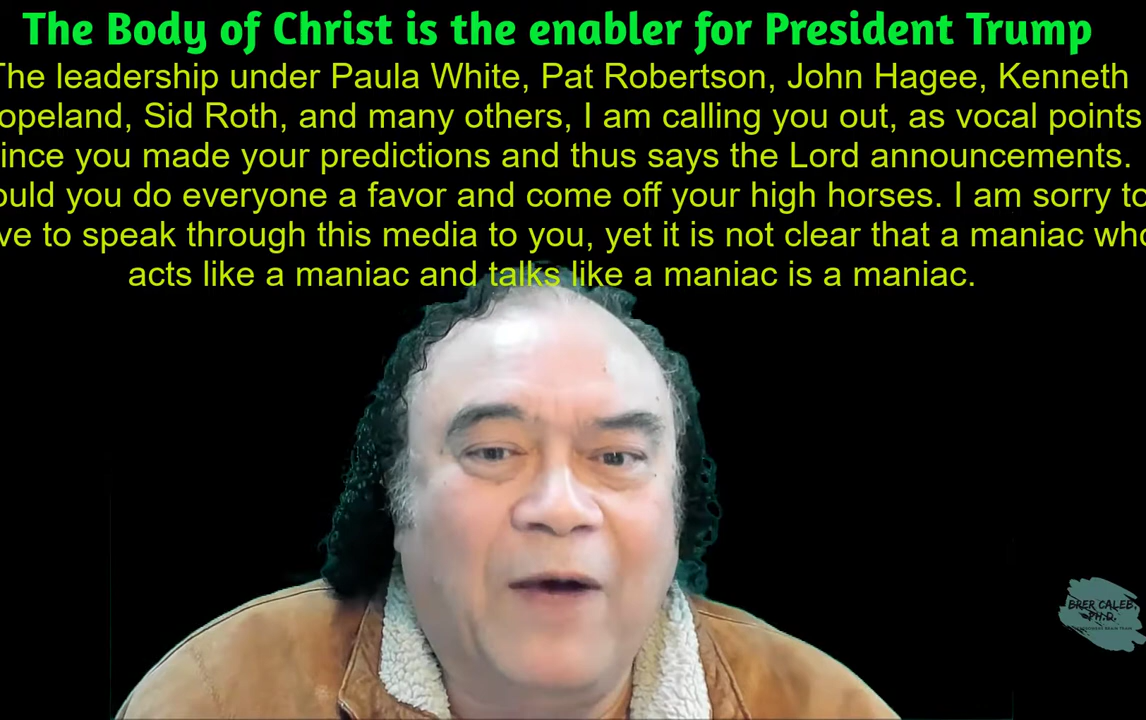 The Body of Christ is the enabler for President Trump
The leadership under Paula White, Pat Robertson, John Hagee, Kenneth
opeland, Sid Roth, and many others, I am calling you out, as vocal points
ince you made your predictions and thus says the Lord announcements.
ould you do everyone a favor and come off your high horses. I am sorry to
ve to speak through this media to you, yet it is not clear that a maniac who
acts like a maniac and talks like a maniac is a maniac.
BRER CALEB,
PH.D.